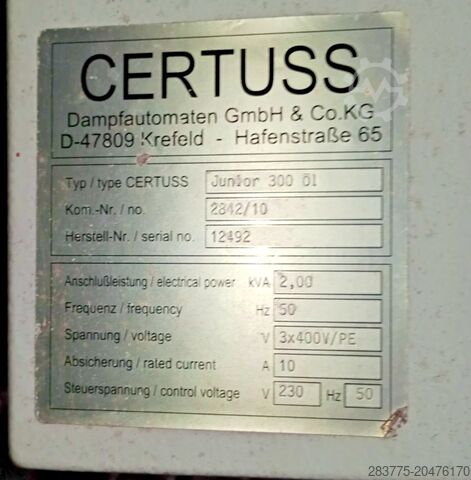 CERTUSS
Dampfautomaten GmbH & Co.KG
D-47809 Krefeld - Hafenstraße 65
Typ / type CERTUSS Junior 300 Öl
Kom.-Nr. / no. 2842/10
Herstell-Nr. / serial no. 12492
Anschlußleistung / electrical power kVA 2,00
Frequenz / frequency Hz 50
Spannung / voltage V 3x400V/PE
Absicherung / rated current A 10
Steuerspannung / control voltage V 230 Hz 50
283775-20476170